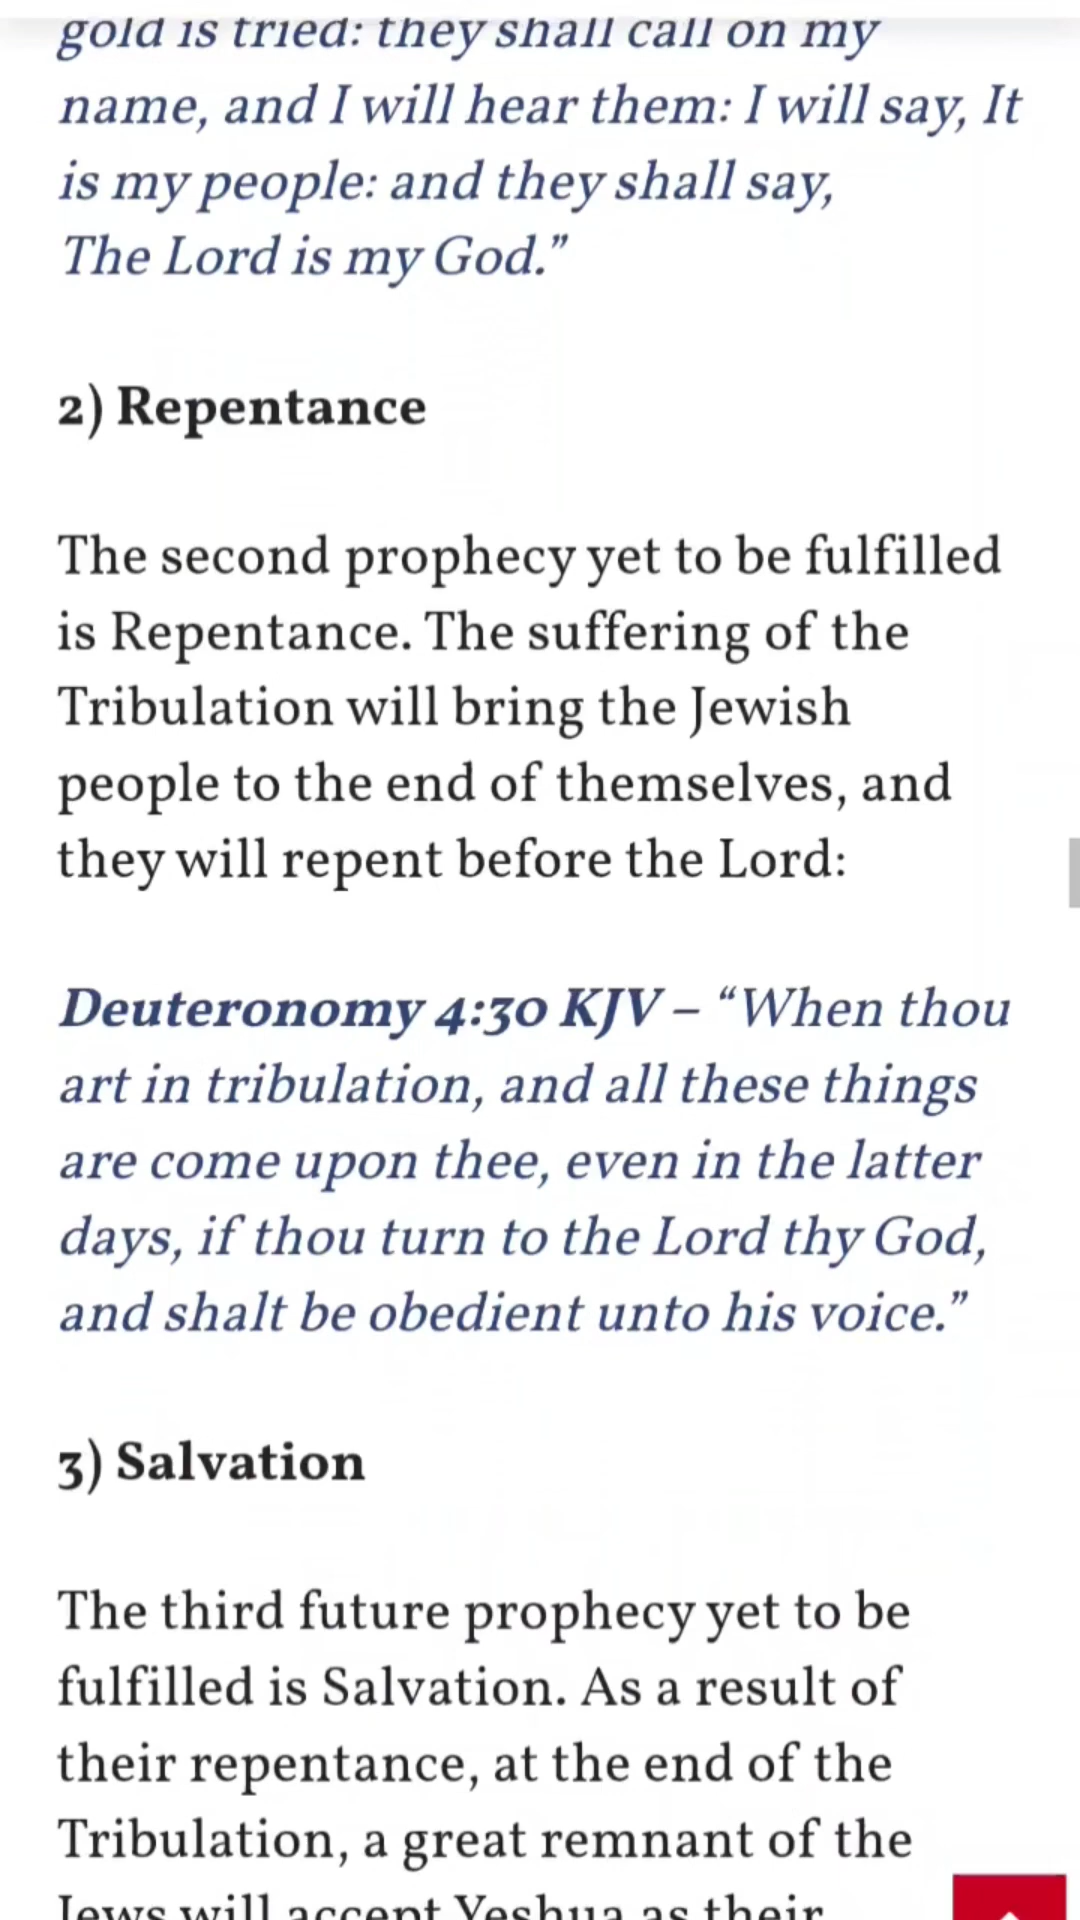 gold is tried: they shall call on my
name, and I will hear them: I will say, It
is my people: and they shall say,
The Lord is my God.”
2) Repentance
The second prophecy yet to be fulfilled
is Repentance. The suffering of the
Tribulation will bring the Jewish
people to the end of themselves, and
they will repent before the Lord:
Deuteronomy 4:30 KJV – “When thou
art in tribulation, and all these things
are come upon thee, even in the latter
days, if thou turn to the Lord thy God,
and shalt be obedient unto his voice.”
3) Salvation
The third future prophecy yet to be
fulfilled is Salvation. As a result of
their repentance, at the end of the
Tribulation, a great remnant of the
Jews will accept Yeshua as their